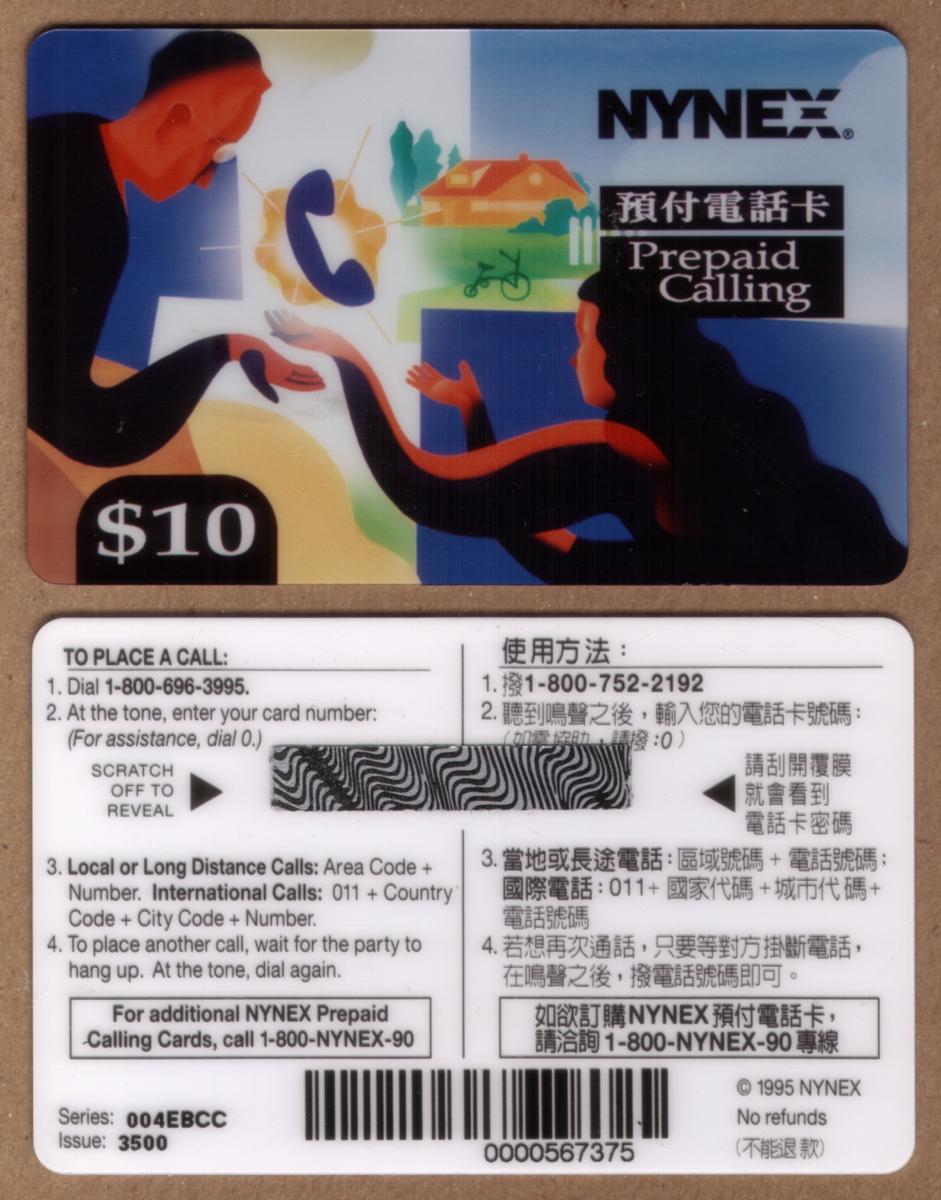 NYNEX®
預付電話卡
Prepaid
Calling
$10
TO PLACE A CALL:
1. Dial 1-800-696-3995.
2. At the tone, enter your card number:
(For assistance, dial 0.)
SCRATCH
OFF TO
REVEAL
3. Local or Long Distance Calls: Area Code +
Number. International Calls: 011 + Country
Code + City Code + Number.
4. To place another call, wait for the party to
hang up. At the tone, dial again.
For additional NYNEX Prepaid
Calling Cards, call 1-800-NYNEX-90
使用方法：
1. 撥1-800-752-2192
2. 聽到鳴聲之後，輸入您的電話卡號碼：
（如需協助，請撥:0）
請刮開覆膜
就會看到
電話卡密碼
3. 當地或長途電話：區域號碼 + 電話號碼；
國際電話：011+ 國家代碼 +城市代碼+
電話號碼
4. 若想再次通話，只要等對方掛斷電話，
在鳴聲之後，撥電話號碼即可。
如欲訂購NYNEX預付電話卡，
請洽詢1-800-NYNEX-90專線
Series: 004EBCC
Issue: 3500
0000567375
© 1995 NYNEX
No refunds
（不能退款）